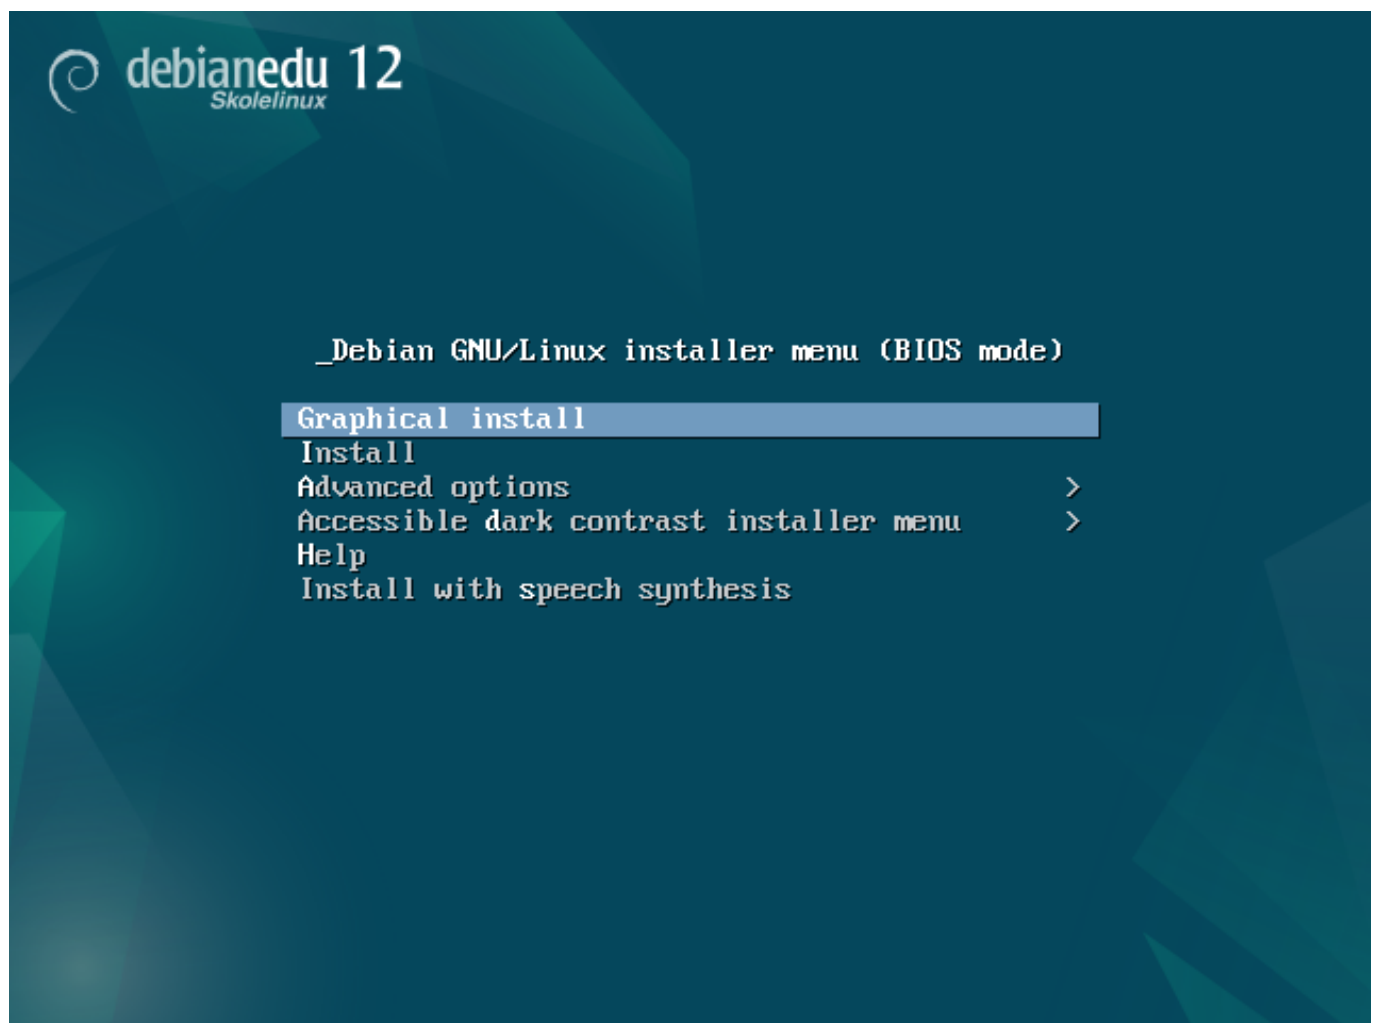 debianedu 12
Skolelinux
_Debian GNU/Linux installer menu (BIOS mode)
Graphical install
Install
Advanced options >
Accessible dark contrast installer menu >
Help
Install with speech synthesis